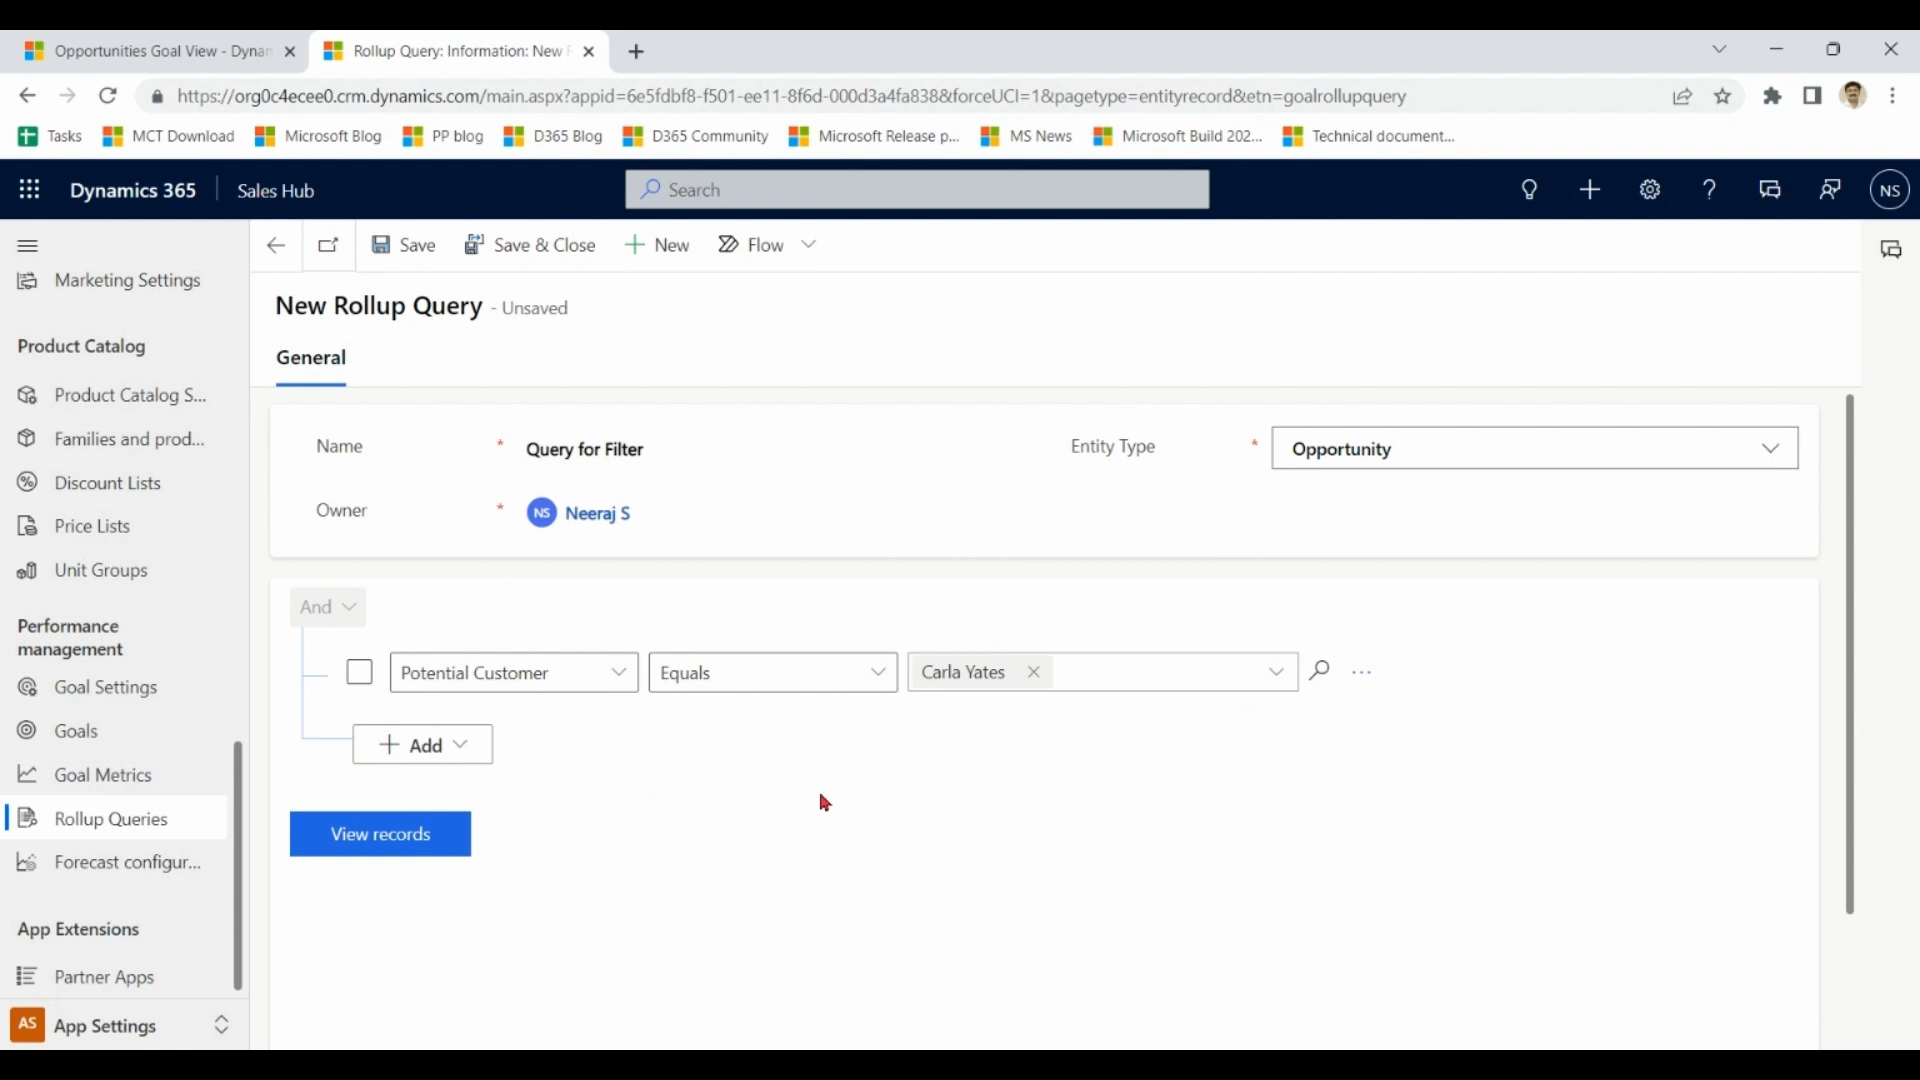 Opportunities Goal View - Dynam
Rollup Query: Information: New R
https://org0c4ecee0.crm.dynamics.com/main.aspx?appid=6e5fdbf8-f501-ee11-8f6d-000d3a4fa838&forceUCI=1&pagetype=entityrecord&etn=goalrollupquery
Tasks MCT Download Microsoft Blog PP blog D365 Blog D365 Community Microsoft Release p... MS News Microsoft Build 202... Technical document...
Dynamics 365 Sales Hub Search NS
Save Save & Close New Flow
Marketing Settings
Product Catalog
Product Catalog S...
Families and prod...
Discount Lists
Price Lists
Unit Groups
Performance
management
Goal Settings
Goals
Goal Metrics
Rollup Queries
Forecast configur...
App Extensions
Partner Apps
AS App Settings
New Rollup Query - Unsaved
General
Name * Query for Filter Entity Type * Opportunity
Owner * NS Neeraj S
And
Potential Customer Equals Carla Yates
Add
View records